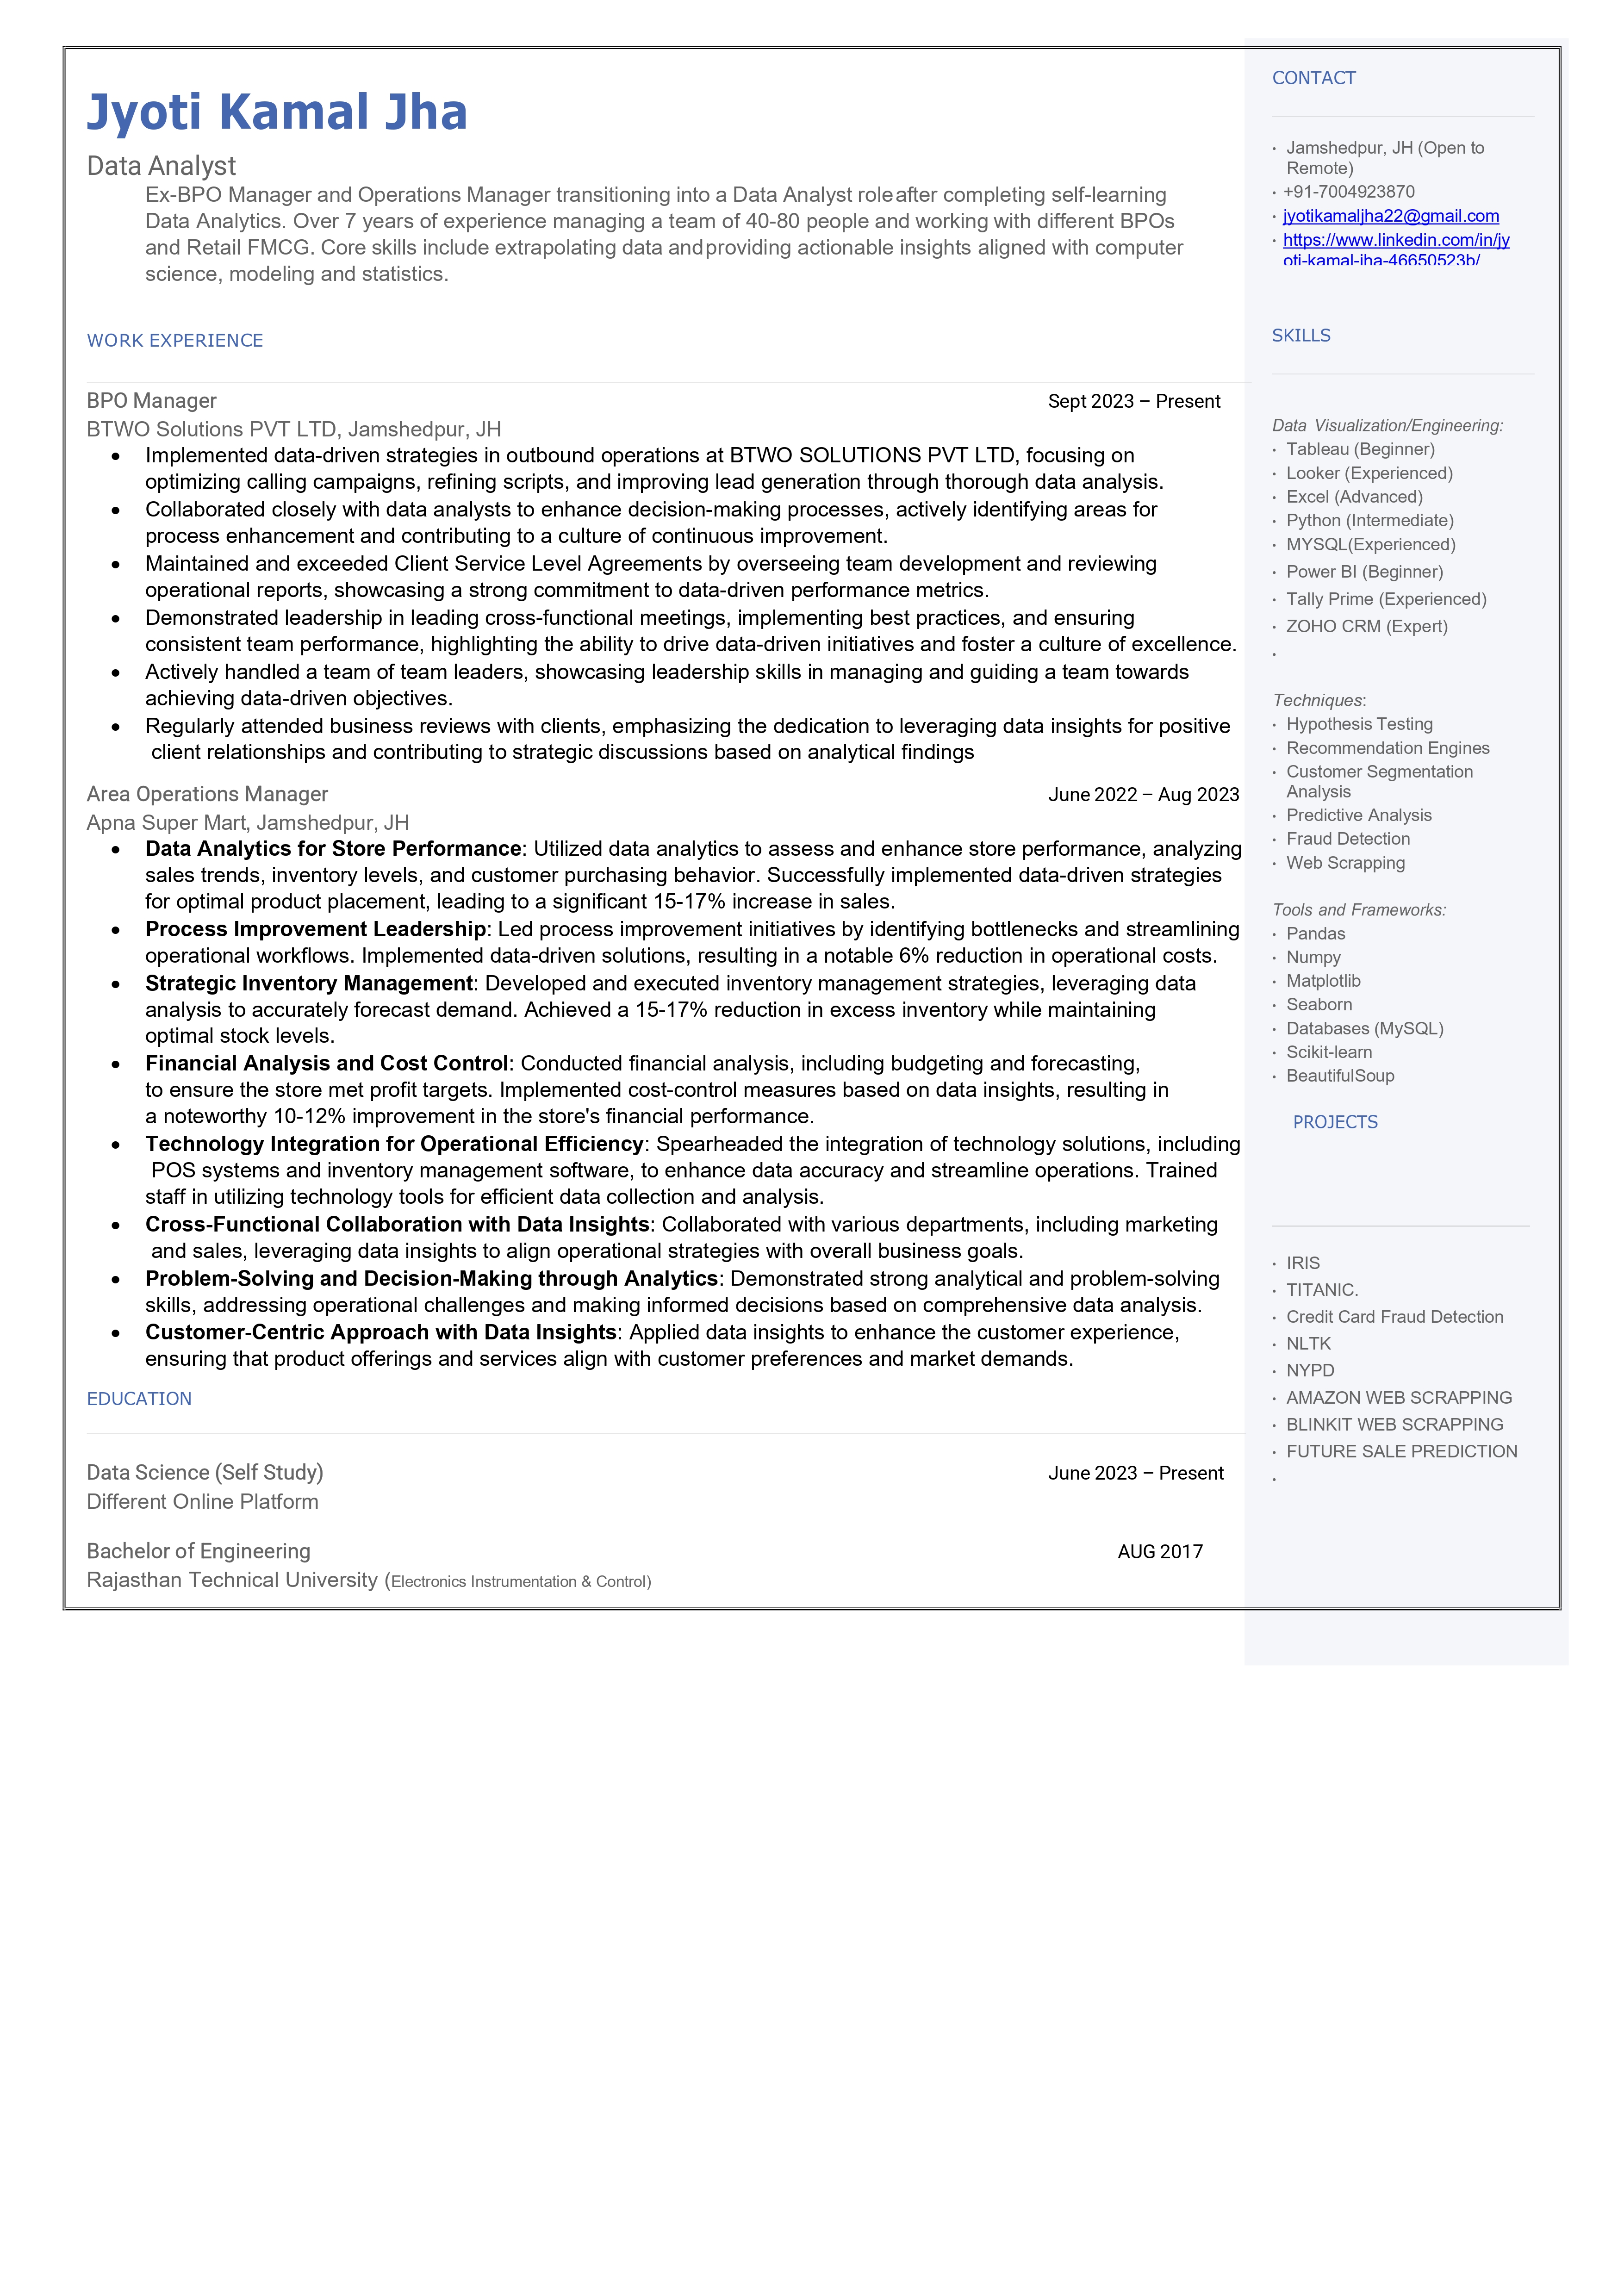 Jyoti Kamal Jha
Data Analyst
Ex-BPO Manager and Operations Manager transitioning into a Data Analyst role after completing self-learning
Data Analytics. Over 7 years of experience managing a team of 40-80 people and working with different BPOs
and Retail FMCG. Core skills include extrapolating data and providing actionable insights aligned with computer
science, modeling and statistics.
WORK EXPERIENCE
BPO Manager Sept 2023 – Present
BTWO Solutions PVT LTD, Jamshedpur, JH
• Implemented data-driven strategies in outbound operations at BTWO SOLUTIONS PVT LTD, focusing on
optimizing calling campaigns, refining scripts, and improving lead generation through thorough data analysis.
• Collaborated closely with data analysts to enhance decision-making processes, actively identifying areas for
process enhancement and contributing to a culture of continuous improvement.
• Maintained and exceeded Client Service Level Agreements by overseeing team development and reviewing
operational reports, showcasing a strong commitment to data-driven performance metrics.
• Demonstrated leadership in leading cross-functional meetings, implementing best practices, and ensuring
consistent team performance, highlighting the ability to drive data-driven initiatives and foster a culture of excellence.
• Actively handled a team of team leaders, showcasing leadership skills in managing and guiding a team towards
achieving data-driven objectives.
• Regularly attended business reviews with clients, emphasizing the dedication to leveraging data insights for positive
client relationships and contributing to strategic discussions based on analytical findings
Area Operations Manager June 2022 – Aug 2023
Apna Super Mart, Jamshedpur, JH
• Data Analytics for Store Performance: Utilized data analytics to assess and enhance store performance, analyzing
sales trends, inventory levels, and customer purchasing behavior. Successfully implemented data-driven strategies
for optimal product placement, leading to a significant 15-17% increase in sales.
• Process Improvement Leadership: Led process improvement initiatives by identifying bottlenecks and streamlining
operational workflows. Implemented data-driven solutions, resulting in a notable 6% reduction in operational costs.
• Strategic Inventory Management: Developed and executed inventory management strategies, leveraging data
analysis to accurately forecast demand. Achieved a 15-17% reduction in excess inventory while maintaining
optimal stock levels.
• Financial Analysis and Cost Control: Conducted financial analysis, including budgeting and forecasting,
to ensure the store met profit targets. Implemented cost-control measures based on data insights, resulting in
a noteworthy 10-12% improvement in the store's financial performance.
• Technology Integration for Operational Efficiency: Spearheaded the integration of technology solutions, including
POS systems and inventory management software, to enhance data accuracy and streamline operations. Trained
staff in utilizing technology tools for efficient data collection and analysis.
• Cross-Functional Collaboration with Data Insights: Collaborated with various departments, including marketing
and sales, leveraging data insights to align operational strategies with overall business goals.
• Problem-Solving and Decision-Making through Analytics: Demonstrated strong analytical and problem-solving
skills, addressing operational challenges and making informed decisions based on comprehensive data analysis.
• Customer-Centric Approach with Data Insights: Applied data insights to enhance the customer experience,
ensuring that product offerings and services align with customer preferences and market demands.
EDUCATION
Data Science (Self Study) June 2023 – Present
Different Online Platform
Bachelor of Engineering AUG 2017
Rajasthan Technical University (Electronics Instrumentation & Control)
CONTACT
• Jamshedpur, JH (Open to
Remote)
• +91-7004923870
• jyotikamaljha22@gmail.com
• https://www.linkedin.com/in/jy
oti-kamal-jha-46650523b/
SKILLS
Data Visualization/Engineering:
• Tableau (Beginner)
• Looker (Experienced)
• Excel (Advanced)
• Python (Intermediate)
• MYSQL(Experienced)
• Power BI (Beginner)
• Tally Prime (Experienced)
• ZOHO CRM (Expert)
•
Techniques:
• Hypothesis Testing
• Recommendation Engines
• Customer Segmentation
Analysis
• Predictive Analysis
• Fraud Detection
• Web Scrapping
Tools and Frameworks:
• Pandas
• Numpy
• Matplotlib
• Seaborn
• Databases (MySQL)
• Scikit-learn
• BeautifulSoup
PROJECTS
• IRIS
• TITANIC.
• Credit Card Fraud Detection
• NLTK
• NYPD
• AMAZON WEB SCRAPPING
• BLINKIT WEB SCRAPPING
• FUTURE SALE PREDICTION
•